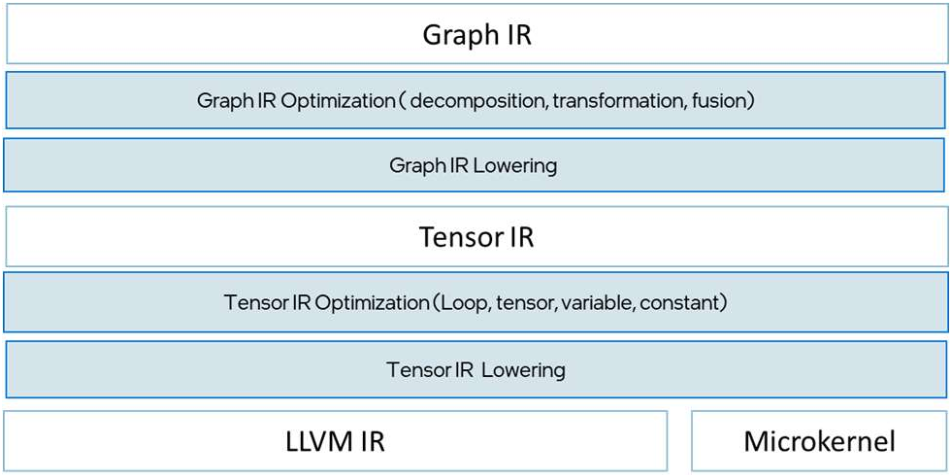 Graph IR
Graph IR Optimization ( decomposition, transformation, fusion)
Graph IR Lowering
Tensor IR
Tensor IR Optimization (Loop, tensor, variable, constant)
Tensor IR Lowering
LLVM IR
Microkernel